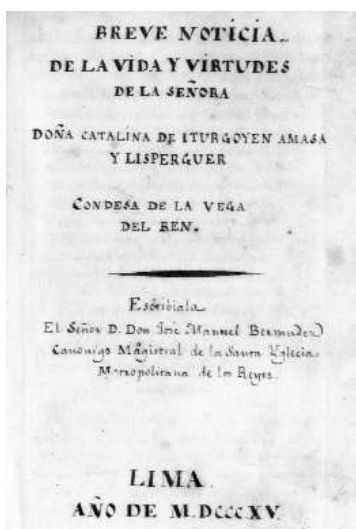 BREVE NOTICIA
DE LA VIDA Y VIRTUDES
DE LA SEÑORA
DOÑA CATALINA DE ITURGOYEN AMASA
Y LISPERGUER
CONDESA DE LA VEGA
DEL REN.
Escribiala
El Señor D. Don José Manuel Bermudez
Canonigo Magistral de la Santa Yglecia
Metropolitana de los Reyes.
LIMA
AÑO DE M.DCCCXV